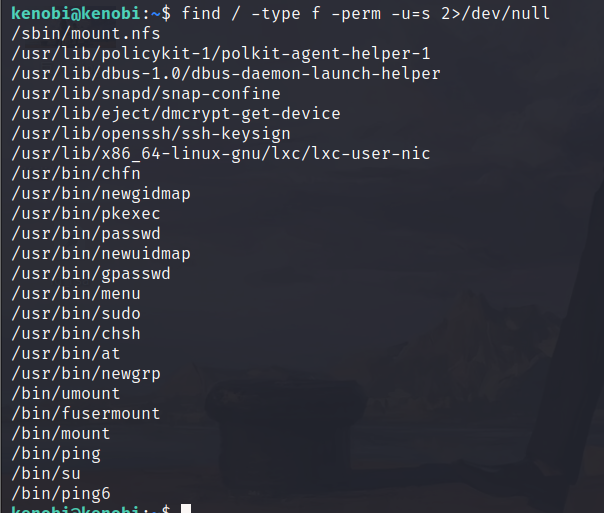 kenobi@kenobi:~$ find / -type f -perm -u=s 2>/dev/null
/sbin/mount.nfs
/usr/lib/policykit-1/polkit-agent-helper-1
/usr/lib/dbus-1.0/dbus-daemon-launch-helper
/usr/lib/snapd/snap-confine
/usr/lib/eject/dmcrypt-get-device
/usr/lib/openssh/ssh-keysign
/usr/lib/x86_64-linux-gnu/lxc/lxc-user-nic
/usr/bin/chfn
/usr/bin/newgidmap
/usr/bin/pkexec
/usr/bin/passwd
/usr/bin/newuidmap
/usr/bin/gpasswd
/usr/bin/menu
/usr/bin/sudo
/usr/bin/chsh
/usr/bin/at
/usr/bin/newgrp
/bin/umount
/bin/fusermount
/bin/mount
/bin/ping
/bin/su
/bin/ping6
kenobi@kenobi:~$